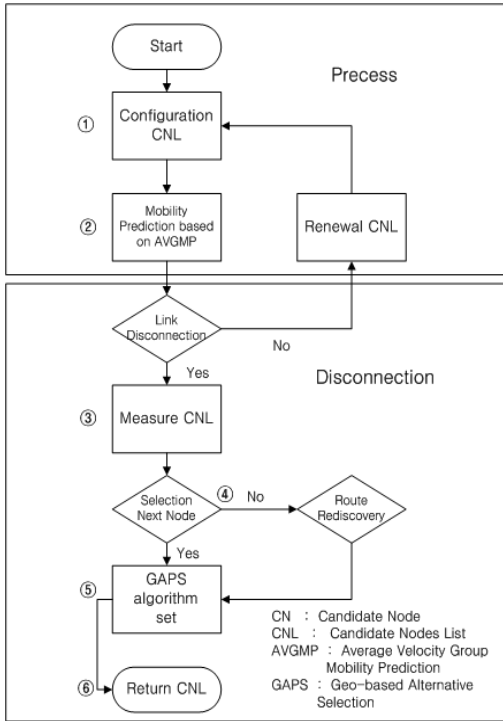 Start
Precess
①
Configuration
CNL
②
Mobility
Prediction based
on AVGMP
Renewal CNL
Link
Disconnection
No
Yes
Disconnection
③
Measure CNL
④
Selection
Next Node
No
Route
Rediscovery
Yes
⑤
GAPS
algorithm
set
CN : Candidate Node
CNL : Candidate Nodes List
AVGMP : Average Velocity Group
Mobility Prediction
GAPS : Geo-based Alternative
Selection
⑥
Return CNL